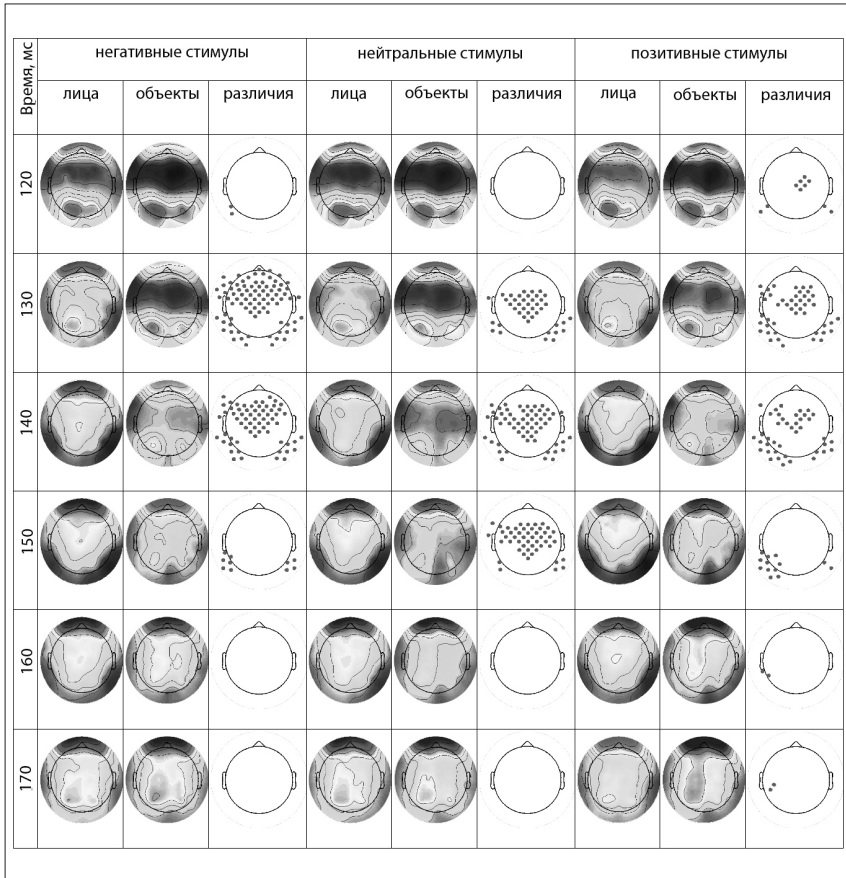 Время, мс
негативные стимулы нейтральные стимулы позитивные стимулы
лица объекты различия лица объекты различия лица объекты различия
120
130
140
150
160
170